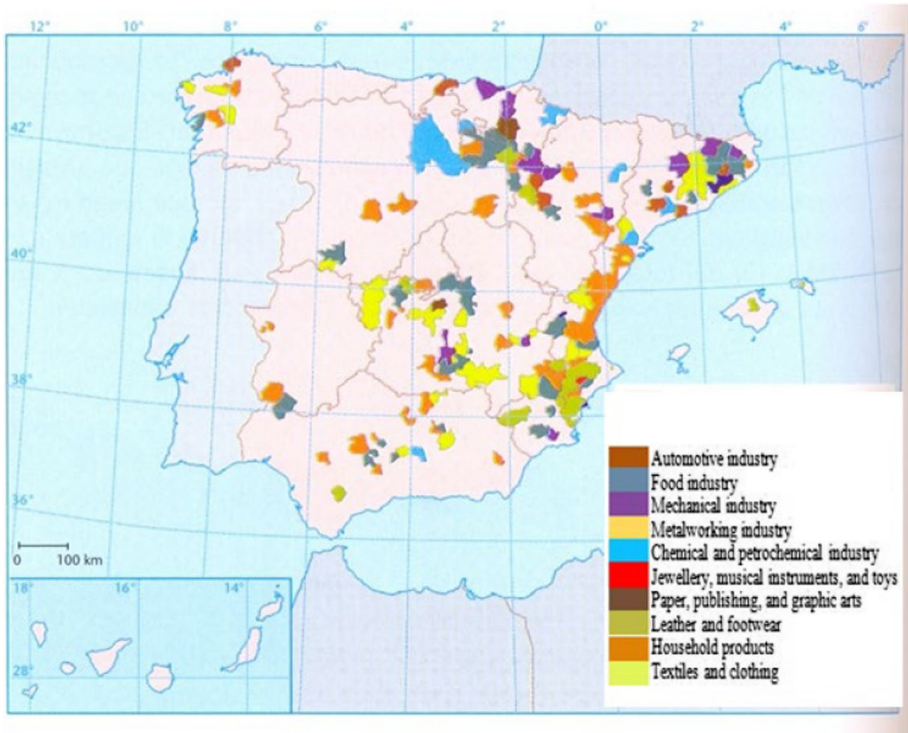 12° 10° 8° 6° 4° 2° 0° 2° 4° 6°
42°
40°
38°
36°
0 100 km
18° 16° 14°
28°
Automotive industry
Food industry
Mechanical industry
Metalworking industry
Chemical and petrochemical industry
Jewellery, musical instruments, and toys
Paper, publishing, and graphic arts
Leather and footwear
Household products
Textiles and clothing